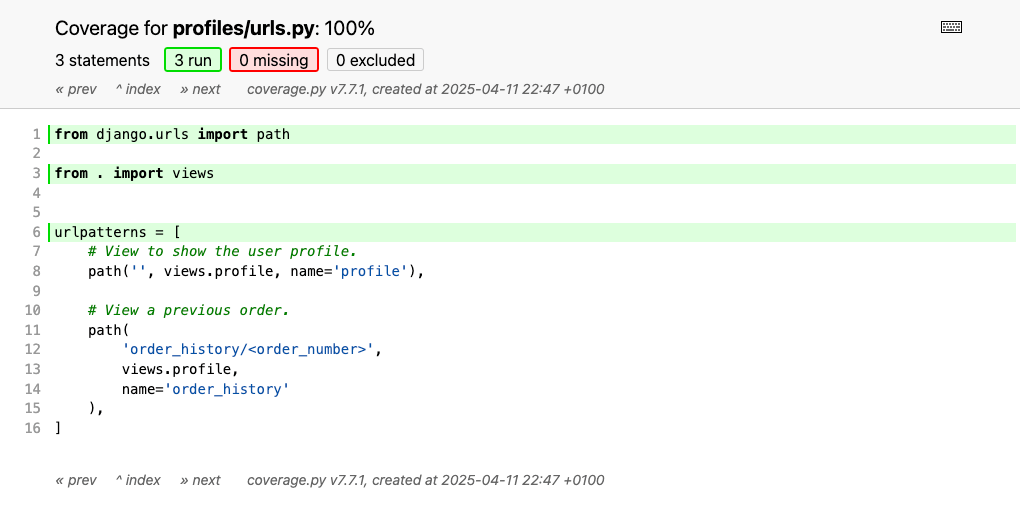 Coverage for profiles/urls.py: 100%
3 statements 3 run 0 missing 0 excluded
« prev ^ index » next coverage.py v7.7.1, created at 2025-04-11 22:47 +0100
1 from django.urls import path
2
3 from . import views
4
5
6 urlpatterns = [
7     # View to show the user profile.
8     path('', views.profile, name='profile'),
9
10     # View a previous order.
11     path(
12         'order_history/<order_number>',
13         views.profile,
14         name='order_history'
15     ),
16 ]
« prev ^ index » next coverage.py v7.7.1, created at 2025-04-11 22:47 +0100